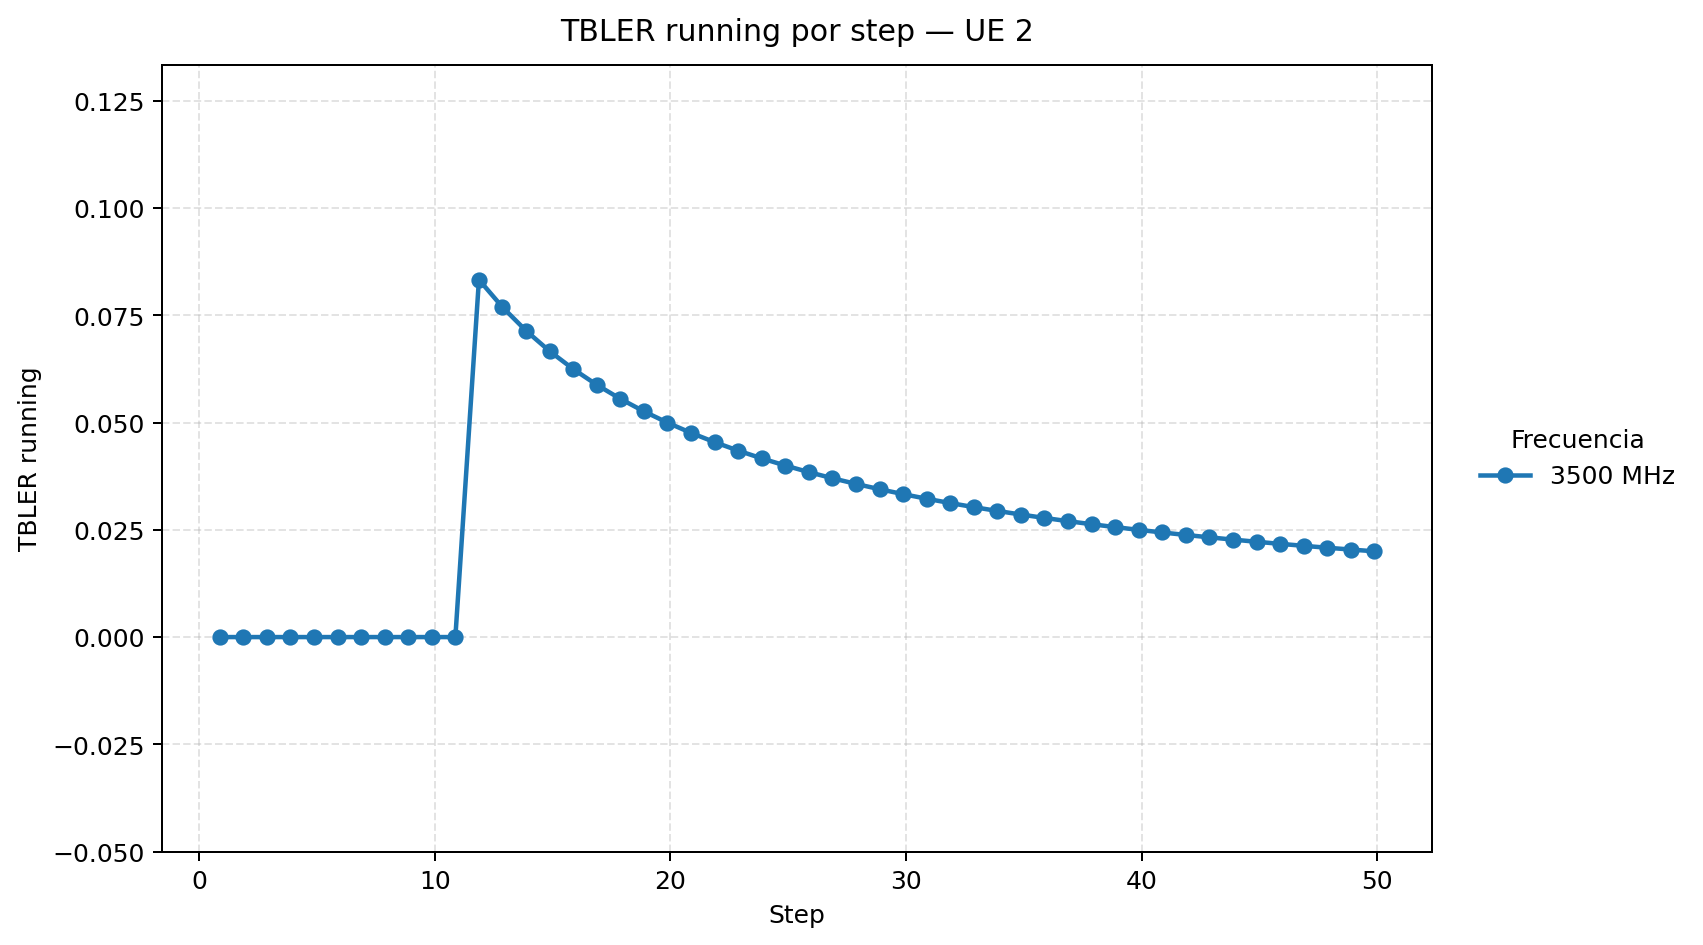 TBLER running por step — UE 2
0.125
0.100
0.075
0.050
0.025
0.000
−0.025
−0.050
TBLER running
0 10 20 30 40 50
Step
Frecuencia
3500 MHz